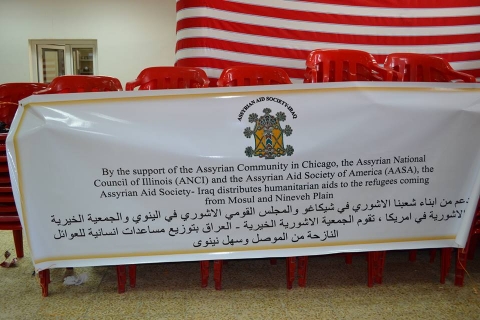 ASSYRIAN AID SOCIETY-IRAQ
By the support of the Assyrian Community in Chicago, the Assyrian National
Council of Illinois (ANCI) and the Assyrian Aid Society of America (AASA), the
Assyrian Aid Society- Iraq distributes humanitarian aids to the refugees coming
from Mosul and Nineveh Plain
دعم من ابناء شعبنا الاشوري في شيكاغو والمجلس القومي الاشوري في الينوي والجمعية الخيرية
الاشورية في امريكا ، تقوم الجمعية الاشورية الخيرية - العراق بتوزيع مساعدات انسانية للعوائل
النازحة من الموصل وسهل نينوى